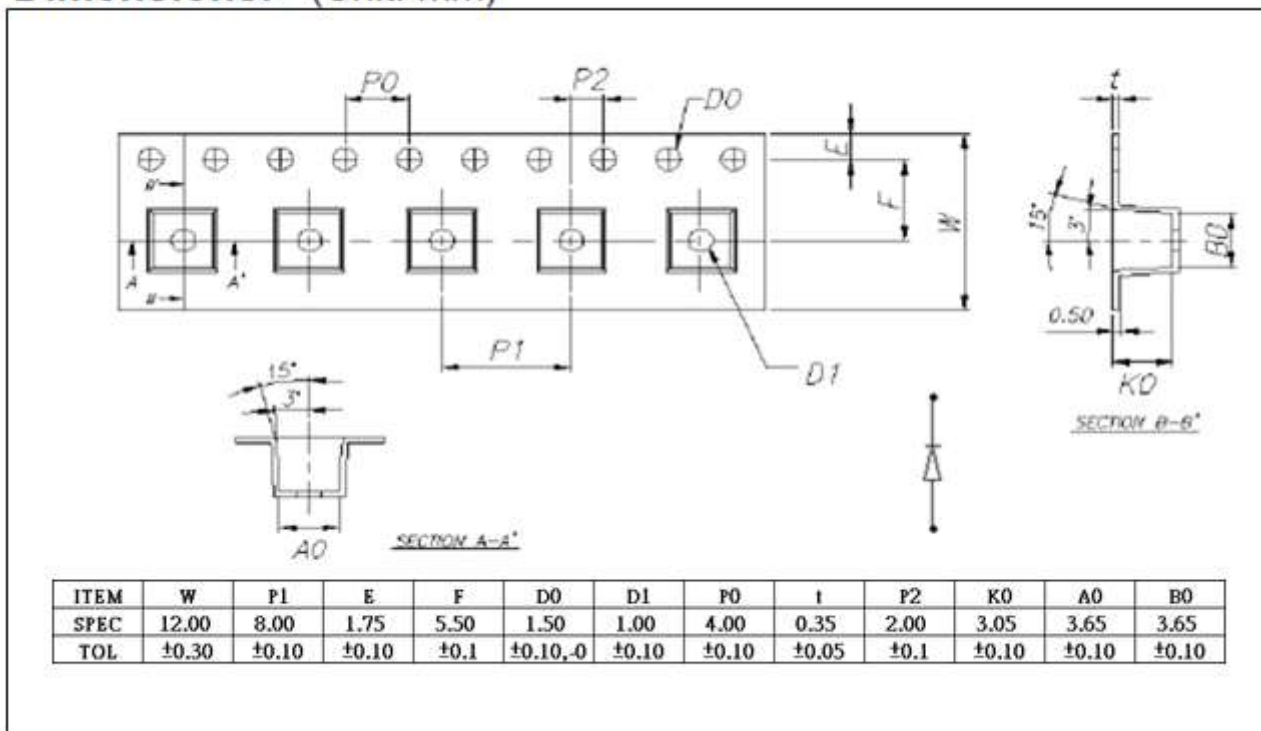 (Unit: mm)
P0
P2
D0
t
E
F
W
15°
3°
B0
A
A'
0.50
P1
D1
K0
15°
3°
SECTION B-B'
A0
SECTION A-A'
ITEM W P1 E F D0 D1 P0 t P2 K0 A0 B0
SPEC 12.00 8.00 1.75 5.50 1.50 1.00 4.00 0.35 2.00 3.05 3.65 3.65
TOL ±0.30 ±0.10 ±0.10 ±0.1 ±0.10,-0 ±0.10 ±0.10 ±0.05 ±0.1 ±0.10 ±0.10 ±0.10